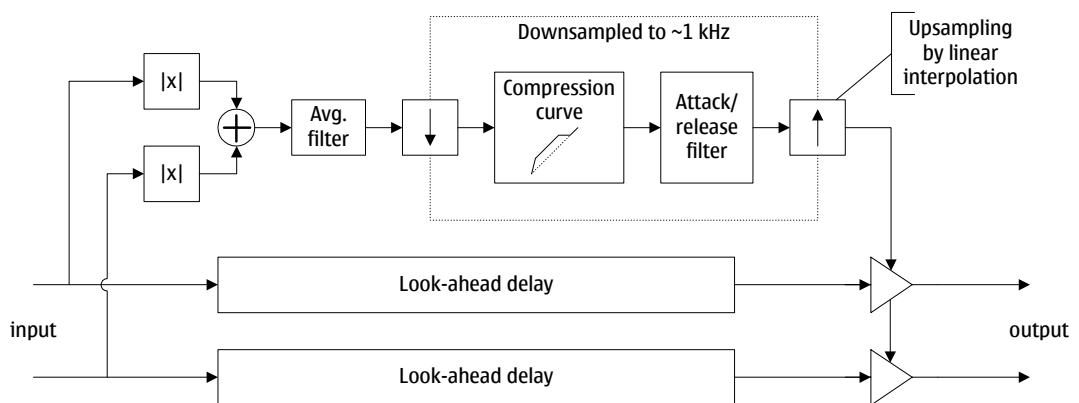 Downsampled to ~1 kHz
Upsampling
by linear
interpolation
|x|
Avg.
filter
↓
Compression
curve
Attack/
release
filter
↑
|x|
Look-ahead delay
input
output
Look-ahead delay